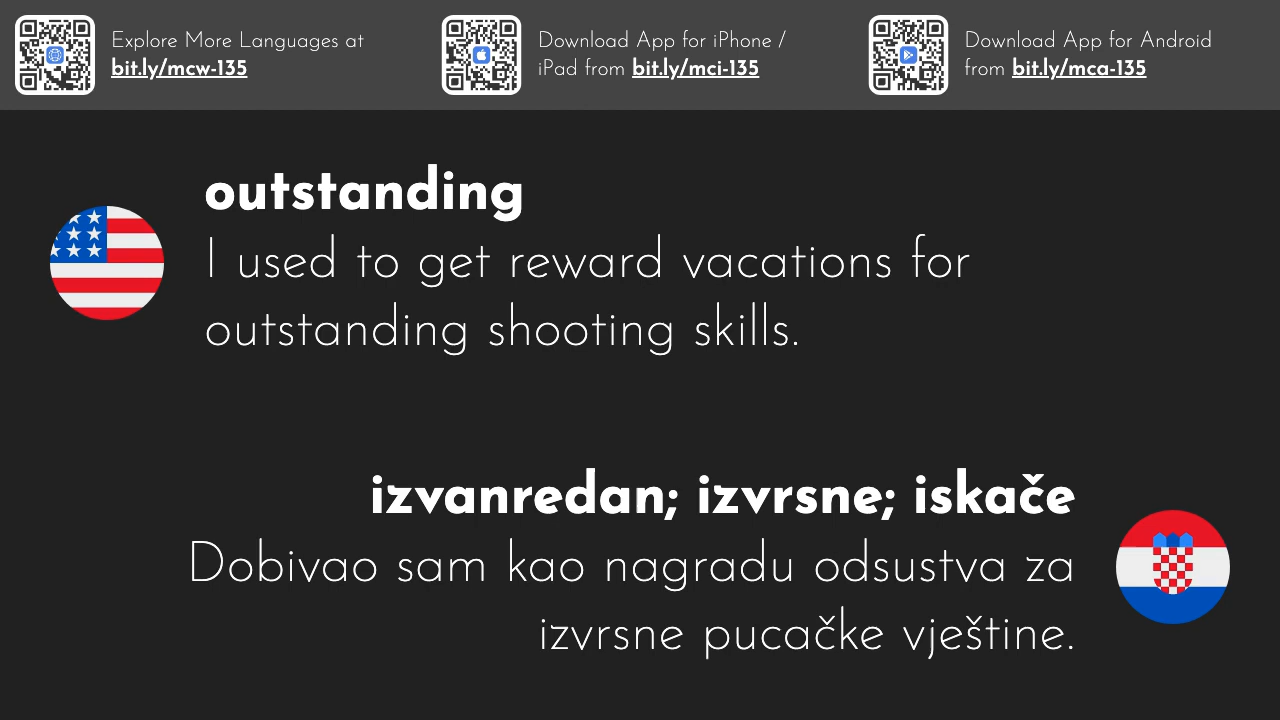 Explore More Languages at
bit.ly/mcw-135
Download App for iPhone /
iPad from bit.ly/mci-135
Download App for Android
from bit.ly/mca-135
outstanding
I used to get reward vacations for
outstanding shooting skills.
izvanredan; izvrsne; iskače
Dobivao sam kao nagradu odsustva za
izvrsne pucačke vještine.